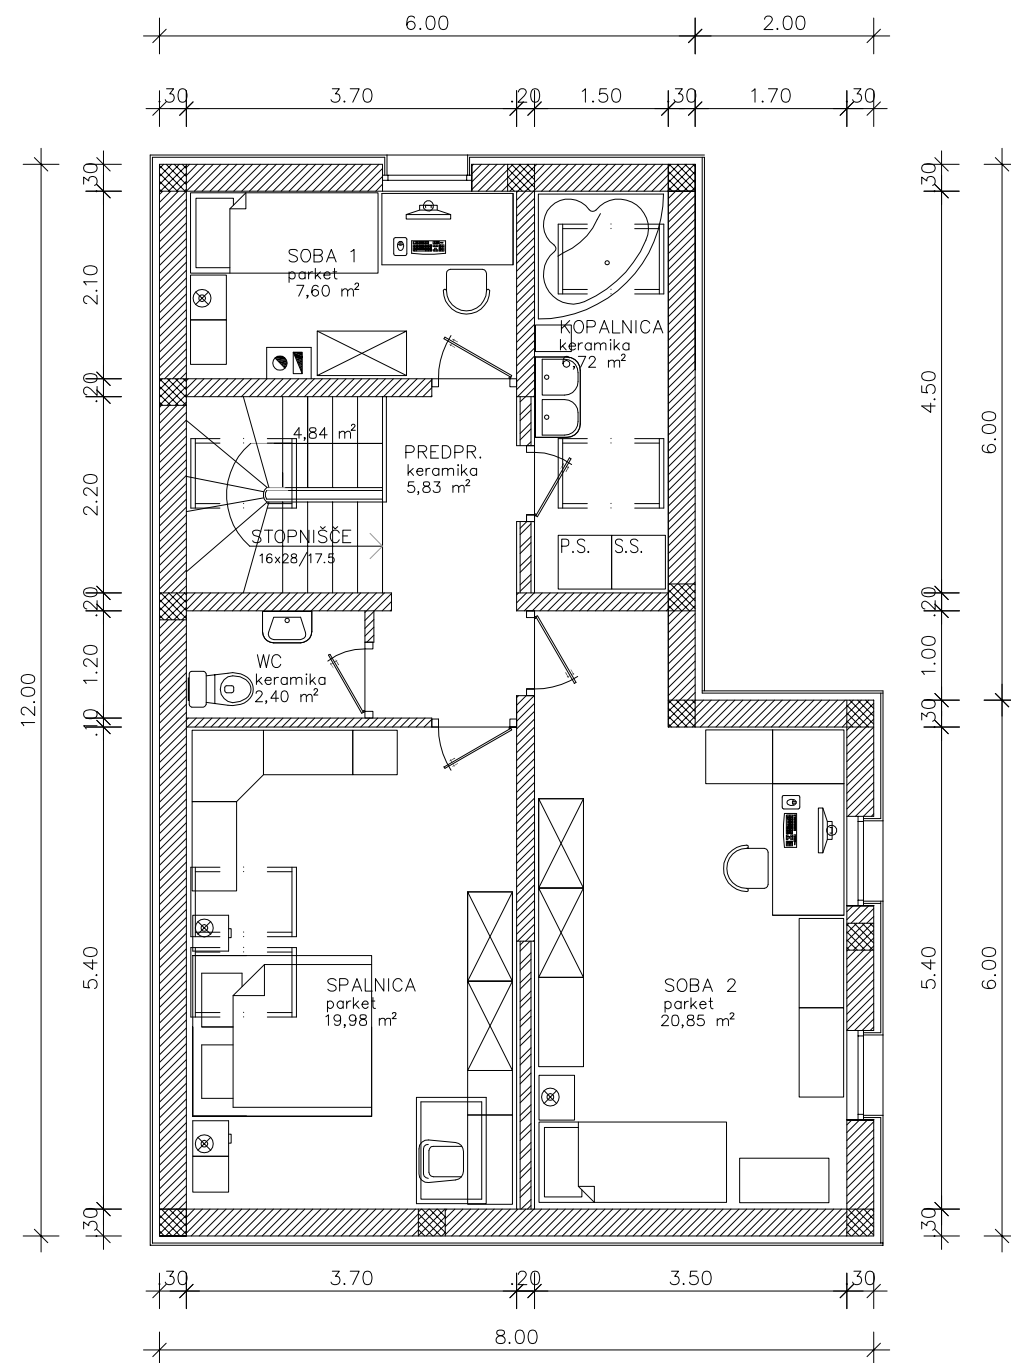 6.00
2.00
.30
3.70
.20
1.50
.30
1.70
.30
.30
2.10
.20
2.20
.20
1.20
.10
5.40
.30
12.00
SOBA 1
parket
7,60 m²
KOPALNICA
keramika
6,72 m²
4,84 m²
PREDPR.
keramika
5,83 m²
STOPNIŠČE
16x28/17.5
P.S.
S.S.
WC
keramika
2,40 m²
SPALNICA
parket
19,98 m²
SOBA 2
parket
20,85 m²
.30
4.50
.20
1.00
.30
5.40
.30
6.00
6.00
.30
3.70
.20
3.50
.30
8.00